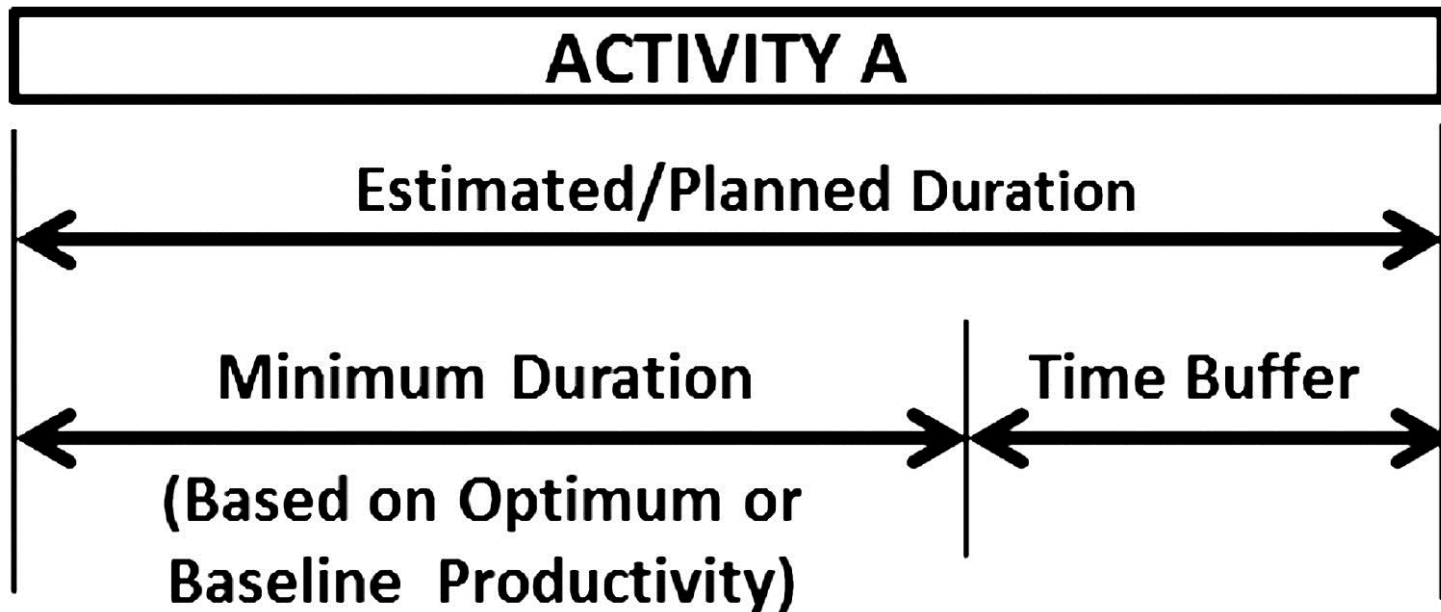 ACTIVITY A
Estimated/Planned Duration
Minimum Duration
Time Buffer
(Based on Optimum or
Baseline Productivity)